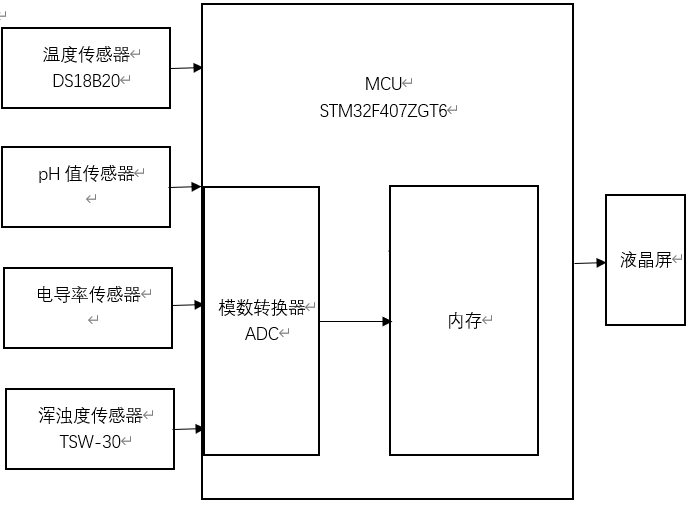 温度传感器
DS18B20
pH 值传感器
电导率传感器
浑浊度传感器
TSW-30
MCU
STM32F407ZGT6
模数转换器
ADC
内存
液晶屏